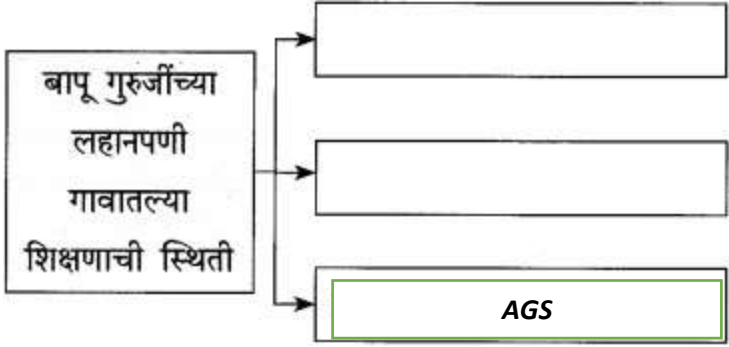 बापू गुरुजींच्या
लहानपणी
गावातल्या
शिक्षणाची स्थिती
AGS